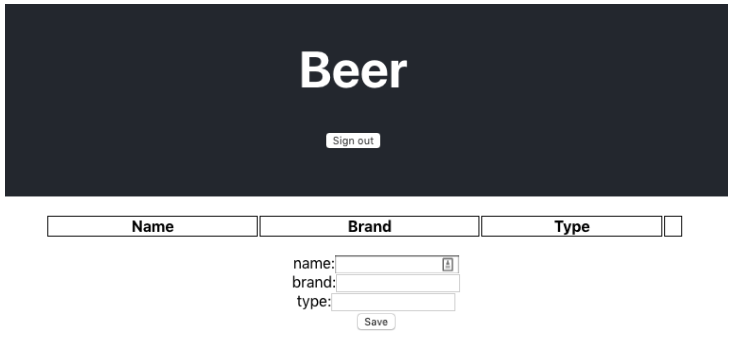 Beer
Sign out
Name Brand Type
name:
brand:
type:
Save